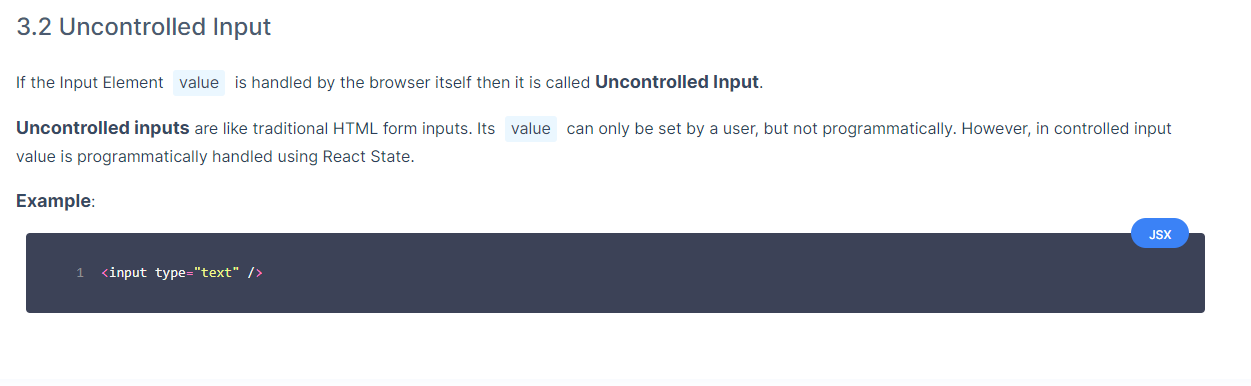 3.2 Uncontrolled Input
If the Input Element value is handled by the browser itself then it is called Uncontrolled Input.
Uncontrolled inputs are like traditional HTML form inputs. Its value can only be set by a user, but not programmatically. However, in controlled input
value is programmatically handled using React State.
Example:
JSX
1 <input type="text" />